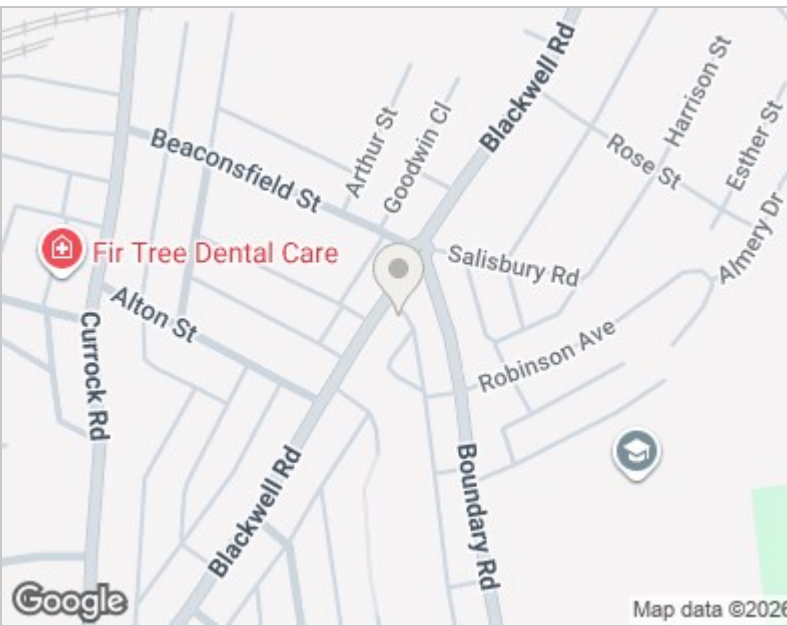 Blackwell Rd
Harrison St
Arthur St
Goodwin Cl
Beaconsfield St
Rose St
Esther St
Almery Dr
Fir Tree Dental Care
Salisbury Rd
Alton St
Currock Rd
Robinson Ave
Blackwell Rd
Boundary Rd
Google
Map data ©2026